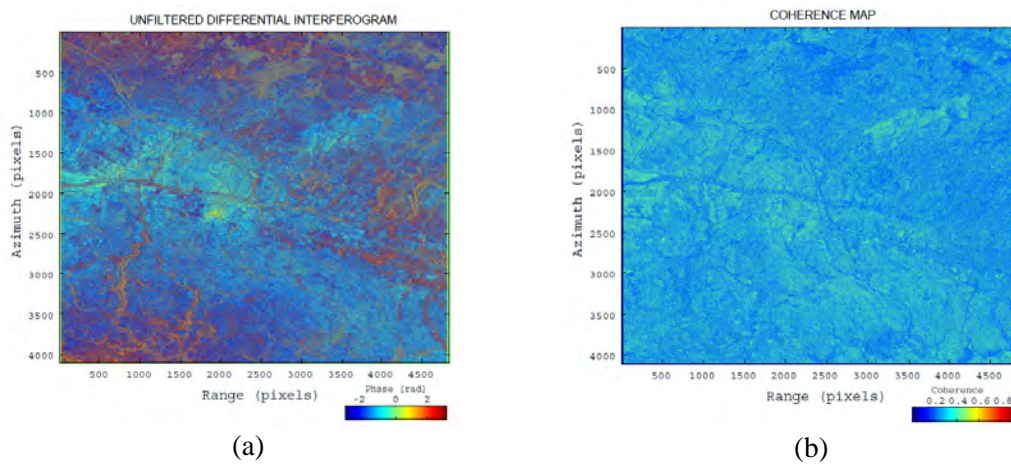 UNFILTERED DIFFERENTIAL INTERFEROGRAM
Azimuth (pixels)
500
1000
1500
2000
2500
3000
3500
4000
500 1000 1500 2000 2500 3000 3500 4000 4500
Range (pixels)
Phase [rad]
-2 0 2
(a)
COHERENCE MAP
Azimuth (pixels)
500
1000
1500
2000
2500
3000
3500
4000
500 1000 1500 2000 2500 3000 3500 4000 4500
Range (pixels)
Coherence
0.2 0.4 0.6 0.8
(b)